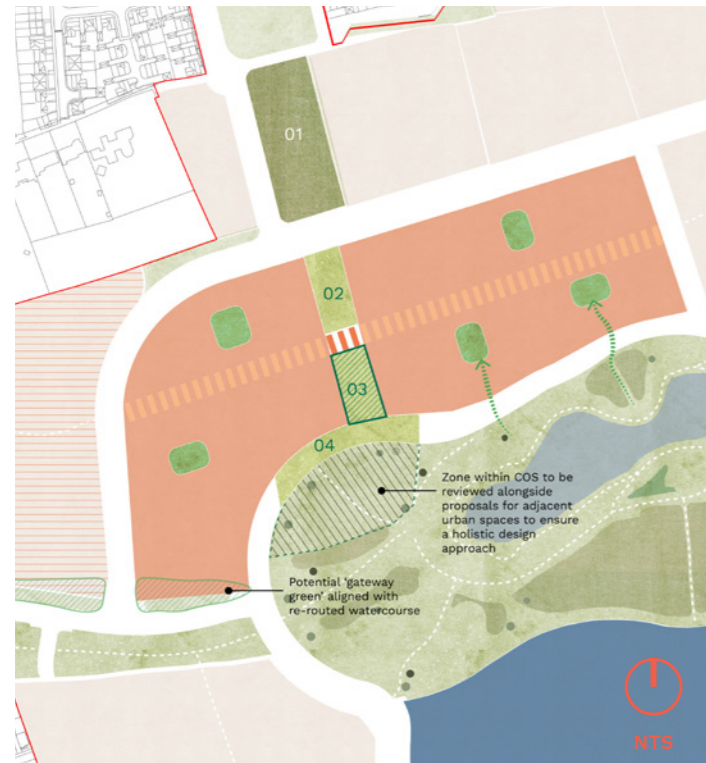 01
02
03
04
Zone within COS to be
reviewed alongside
proposals for adjacent
urban spaces to ensure
a holistic design
approach
Potential ‘gateway
green’ aligned with
re-routed watercourse
NTS